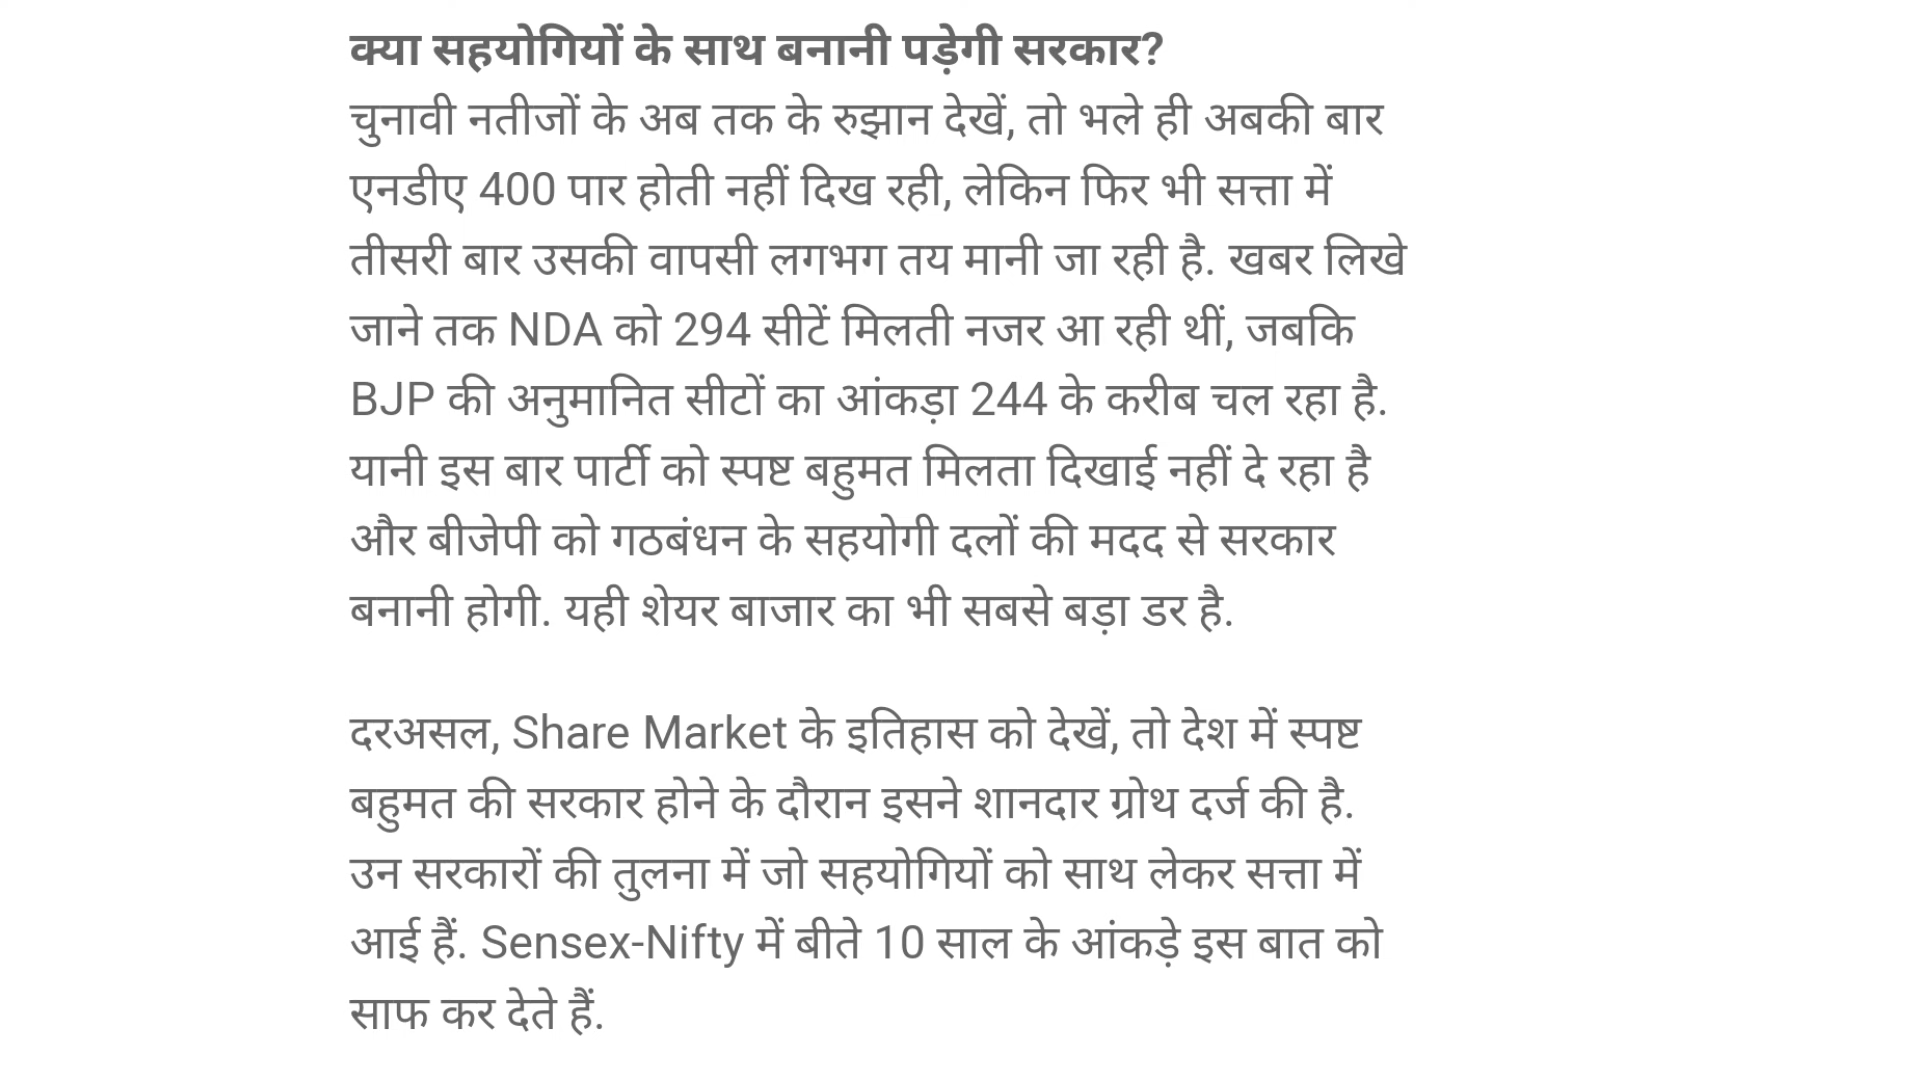 क्या सहयोगियों के साथ बनानी पड़ेगी सरकार?
चुनावी नतीजों के अब तक के रुझान देखें, तो भले ही अबकी बार
एनडीए 400 पार होती नहीं दिख रही, लेकिन फिर भी सत्ता में
तीसरी बार उसकी वापसी लगभग तय मानी जा रही है. खबर लिखे
जाने तक NDA को 294 सीटें मिलती नजर आ रही थीं, जबकि
BJP की अनुमानित सीटों का आंकड़ा 244 के करीब चल रहा है.
यानी इस बार पार्टी को स्पष्ट बहुमत मिलता दिखाई नहीं दे रहा है
और बीजेपी को गठबंधन के सहयोगी दलों की मदद से सरकार
बनानी होगी. यही शेयर बाजार का भी सबसे बड़ा डर है.
दरअसल, Share Market के इतिहास को देखें, तो देश में स्पष्ट
बहुमत की सरकार होने के दौरान इसने शानदार ग्रोथ दर्ज की है.
उन सरकारों की तुलना में जो सहयोगियों को साथ लेकर सत्ता में
आई हैं. Sensex-Nifty में बीते 10 साल के आंकड़े इस बात को
साफ कर देते हैं.